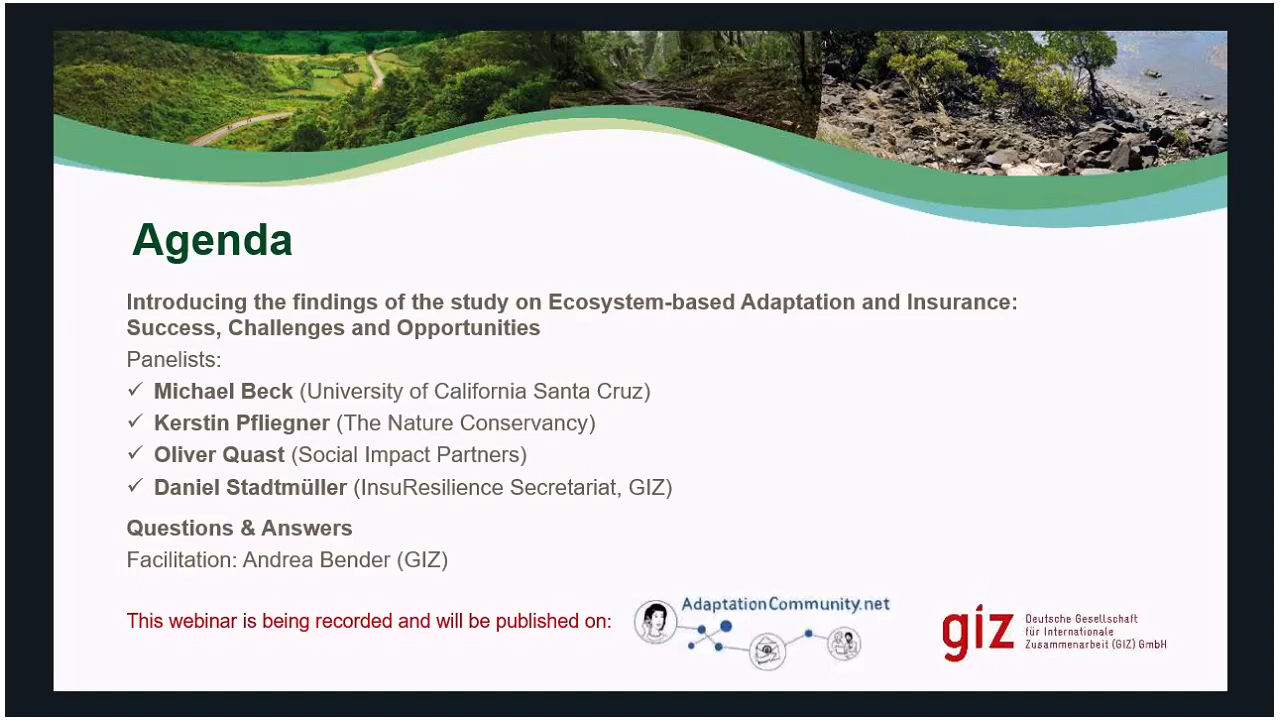 Agenda
Introducing the findings of the study on Ecosystem-based Adaptation and Insurance:
Success, Challenges and Opportunities
Panelists:
✓ Michael Beck (University of California Santa Cruz)
✓ Kerstin Pfliegner (The Nature Conservancy)
✓ Oliver Quast (Social Impact Partners)
✓ Daniel Stadtmüller (InsuResilience Secretariat, GIZ)
Questions & Answers
Facilitation: Andrea Bender (GIZ)
This webinar is being recorded and will be published on:
AdaptationCommunity.net
giz
Deutsche Gesellschaft
für Internationale
Zusammenarbeit (GIZ) GmbH